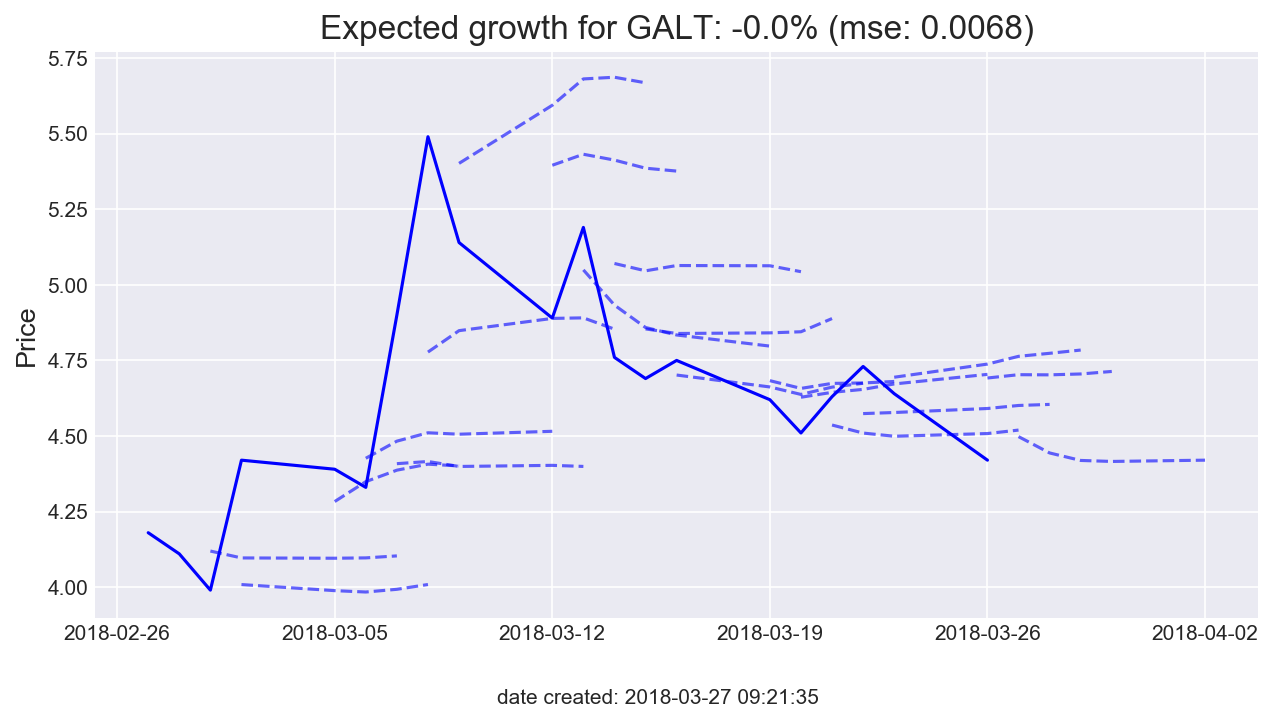 Expected growth for GALT: -0.0% (mse: 0.0068)
Price
5.75
5.50
5.25
5.00
4.75
4.50
4.25
4.00
2018-02-26 2018-03-05 2018-03-12 2018-03-19 2018-03-26 2018-04-02
date created: 2018-03-27 09:21:35